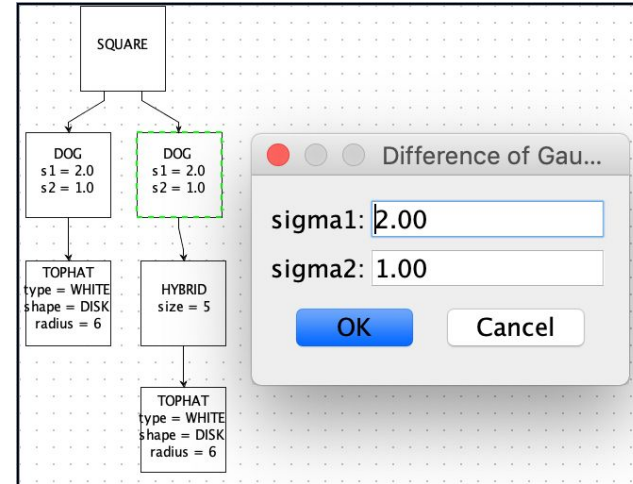 SQUARE
DOG
s1 = 2.0
s2 = 1.0
DOG
s1 = 2.0
s2 = 1.0
TOPHAT
type = WHITE
shape = DISK
radius = 6
HYBRID
size = 5
TOPHAT
type = WHITE
shape = DISK
radius = 6
Difference of Gau...
sigma1: 2.00
sigma2: 1.00
OK Cancel